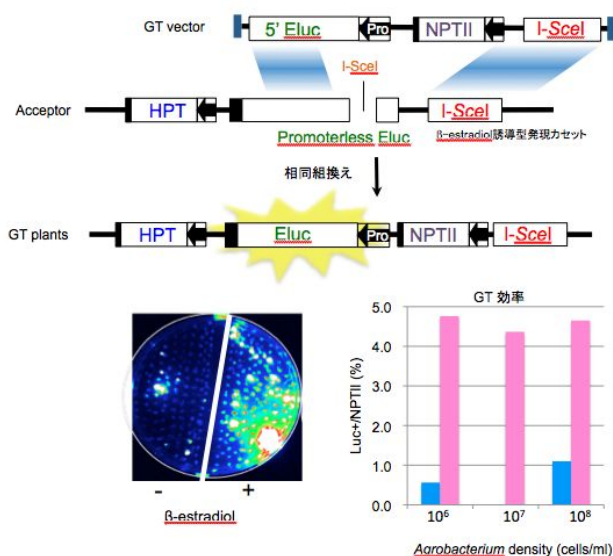 GT vector
5' Eluc
Pro
NPTII
I-SceI
I-SceI
Acceptor
HPT
I-SceI
Promoterless Eluc
β-estradiol誘導型発現カセット
相同組換え
GT plants
HPT
Eluc
Pro
NPTII
I-SceI
- +
β-estradiol
GT 効率
Luc+/NPTII (%)
5.0
4.0
3.0
2.0
1.0
0.0
10⁶ 10⁷ 10⁸
Agrobacterium density (cells/ml)